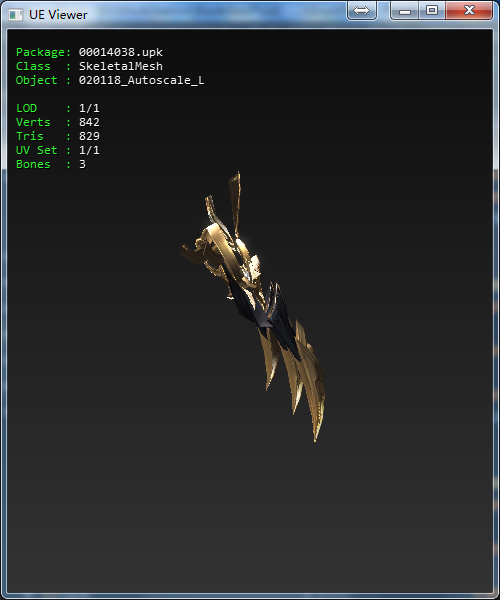 UE Viewer
Package: 00014038.upk
Class : SkeletalMesh
Object : 020118_Autoscale_L
LOD : 1/1
Verts : 842
Tris : 829
UV Set : 1/1
Bones : 3